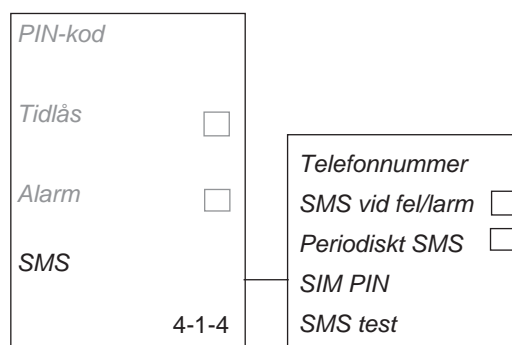 PIN-kod
Tidlås
Alarm
SMS
4-1-4
Telefonnummer
SMS vid fel/larm
Periodiskt SMS
SIM PIN
SMS test